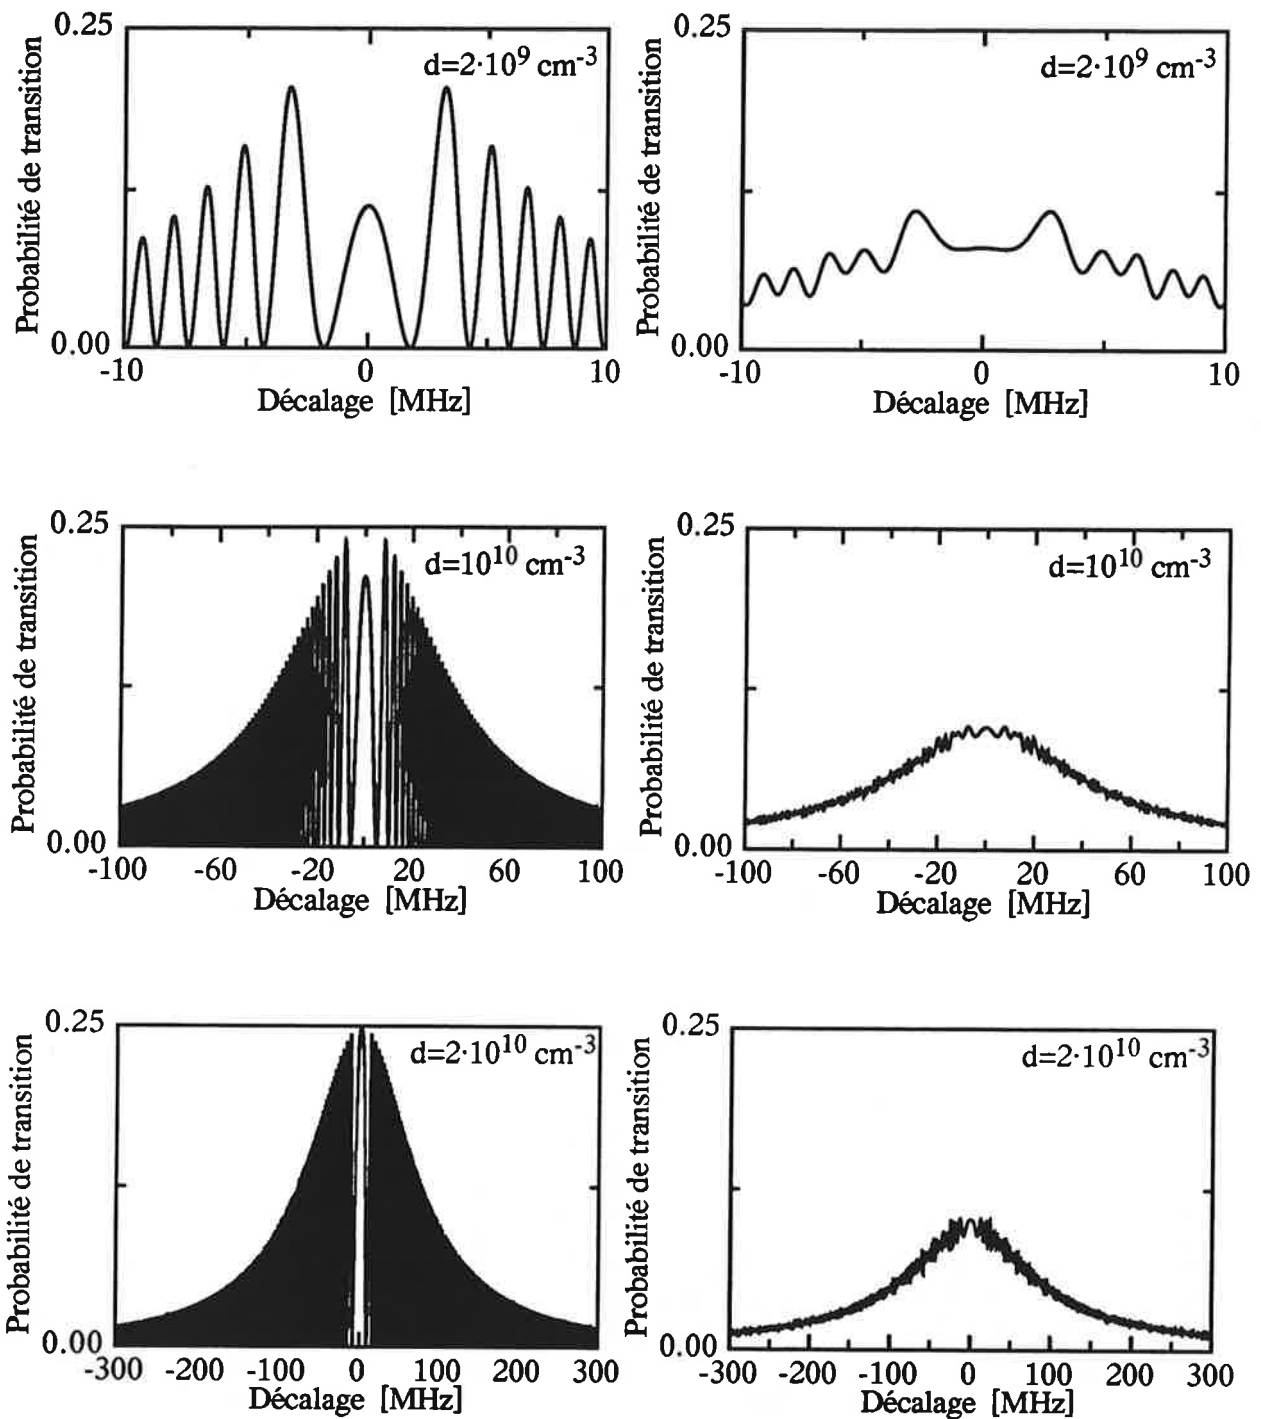 0.25
d=2·10⁹ cm⁻³
Probabilité de transition
0.00
-10 0 10
Décalage [MHz]
0.25
d=2·10⁹ cm⁻³
Probabilité de transition
0.00
-10 0 10
Décalage [MHz]
0.25
d=10¹⁰ cm⁻³
Probabilité de transition
0.00
-100 -60 -20 20 60 100
Décalage [MHz]
0.25
d=10¹⁰ cm⁻³
Probabilité de transition
0.00
-100 -60 -20 20 60 100
Décalage [MHz]
0.25
d=2·10¹⁰ cm⁻³
Probabilité de transition
0.00
-300 -200 -100 0 100 200 300
Décalage [MHz]
0.25
d=2·10¹⁰ cm⁻³
Probabilité de transition
0.00
-300 -200 -100 0 100 200 300
Décalage [MHz]